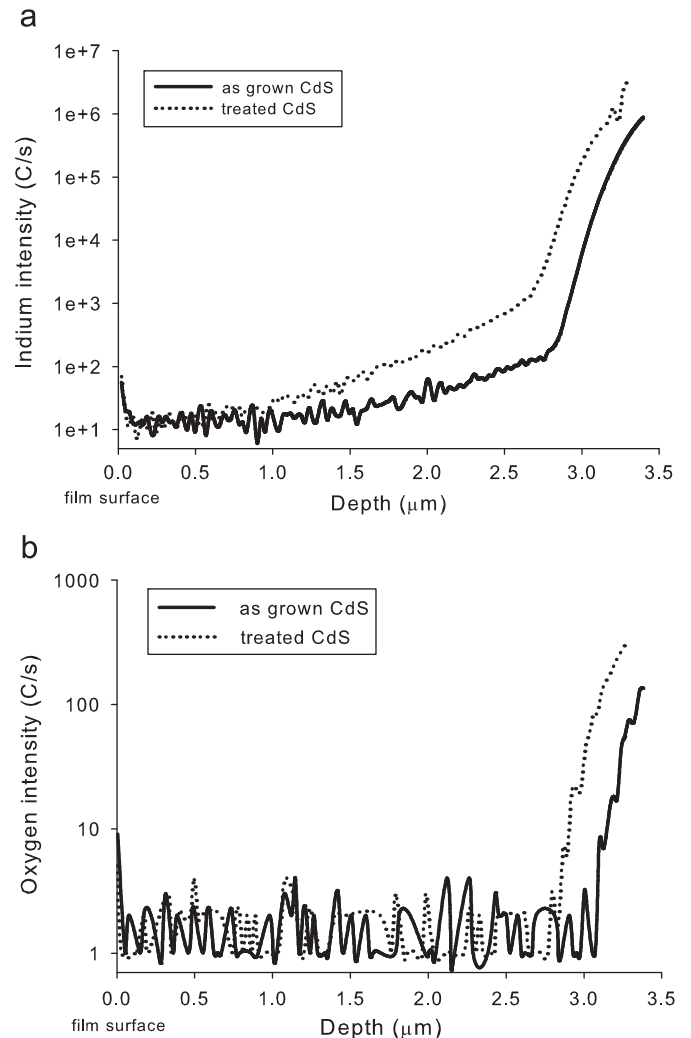 a
1e+7
as grown CdS
treated CdS
1e+6
1e+5
1e+4
1e+3
1e+2
1e+1
Indium intensity (C/s)
0.0 0.5 1.0 1.5 2.0 2.5 3.0 3.5
film surface
Depth (μm)
b
1000
as grown CdS
treated CdS
100
10
1
Oxygen intensity (C/s)
0.0 0.5 1.0 1.5 2.0 2.5 3.0 3.5
film surface
Depth (μm)